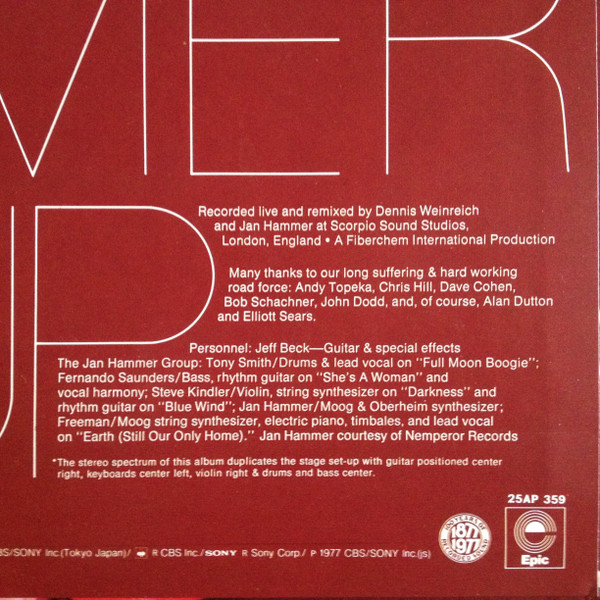 MER
UP
Recorded live and remixed by Dennis Weinreich
and Jan Hammer at Scorpio Sound Studios,
London, England • A Fiberchem International Production
Many thanks to our long suffering & hard working
road force: Andy Topeka, Chris Hill, Dave Cohen,
Bob Schachner, John Dodd, and, of course, Alan Dutton
and Elliott Sears.
Personnel: Jeff Beck—Guitar & special effects
The Jan Hammer Group: Tony Smith/Drums & lead vocal on "Full Moon Boogie";
Fernando Saunders/Bass, rhythm guitar on "She's A Woman" and
vocal harmony; Steve Kindler/Violin, string synthesizer on "Darkness" and
rhythm guitar on "Blue Wind"; Jan Hammer/Moog & Oberheim synthesizer;
Freeman/Moog string synthesizer, electric piano, timbales, and lead vocal
on "Earth (Still Our Only Home)." Jan Hammer courtesy of Nemperor Records
*The stereo spectrum of this album duplicates the stage set-up with guitar positioned center
right, keyboards center left, violin right & drums and bass center.
25AP 359
100 YEARS OF RECORDED SOUND
1877
1977
Epic
BS/SONY Inc.(Tokyo Japan)/ R CBS Inc./SONY R Sony Corp./ P 1977 CBS/SONY Inc.(js)